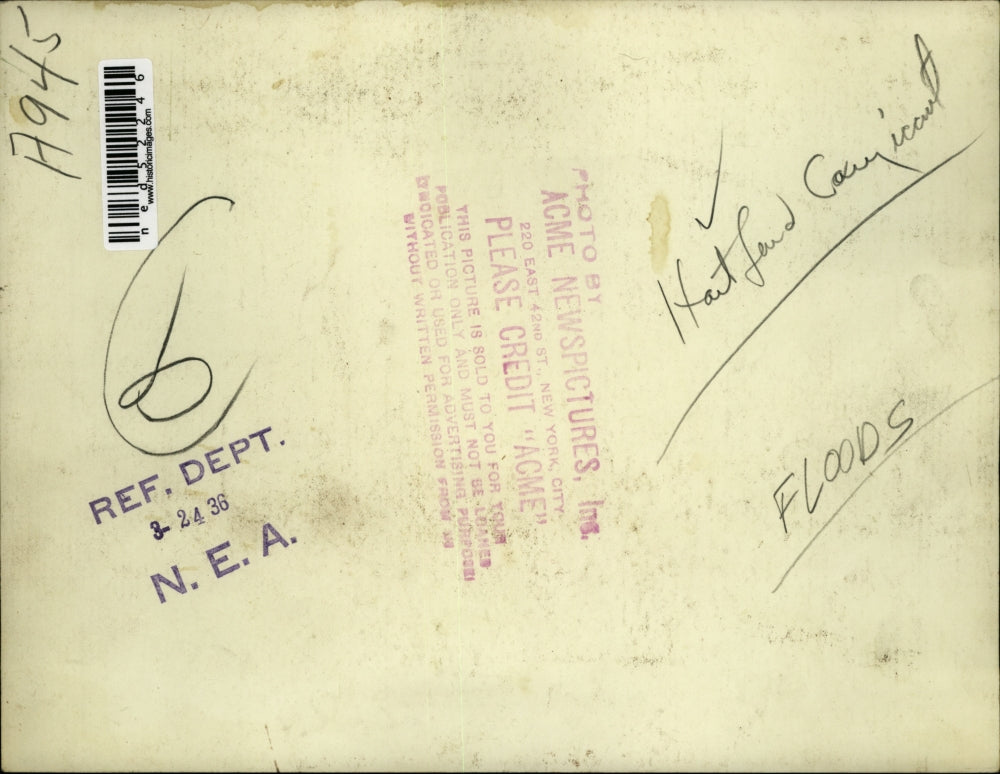 A945
ned52246
www.historicimages.com
6
REF. DEPT.
3- 24 36
N. E. A.
PHOTO BY
ACME NEWSPICTURES, Inc.
220 EAST 42ND ST., NEW YORK, CITY
PLEASE CREDIT "ACME"
THIS PICTURE IS SOLD TO YOU FOR YOUR
PUBLICATION ONLY AND MUST NOT BE LOANED
SYNDICATED OR USED FOR ADVERTISING PURPOSES
WITHOUT WRITTEN PERMISSION FROM US
Hartford
FLOODS